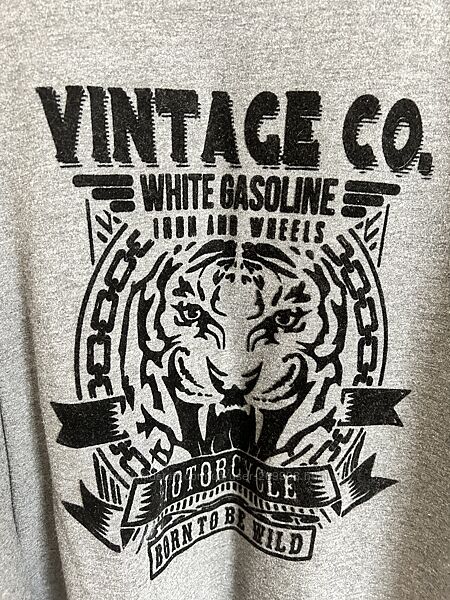 VINTAGE CO.
WHITE GASOLINE
IRON AND WHEELS
MOTORCYCLE
BORN TO BE WILD